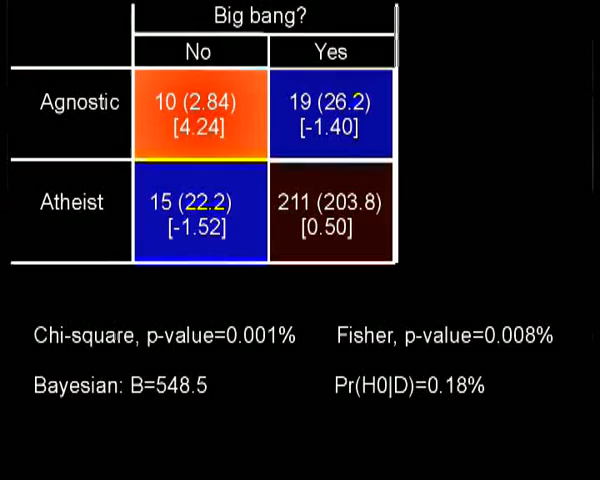 Big bang?
No Yes
Agnostic 10 (2.84) 19 (26.2)
[4.24] [-1.40]
Atheist 15 (22.2) 211 (203.8)
[-1.52] [0.50]
Chi-square, p-value=0.001% Fisher, p-value=0.008%
Bayesian: B=548.5 Pr(H0|D)=0.18%